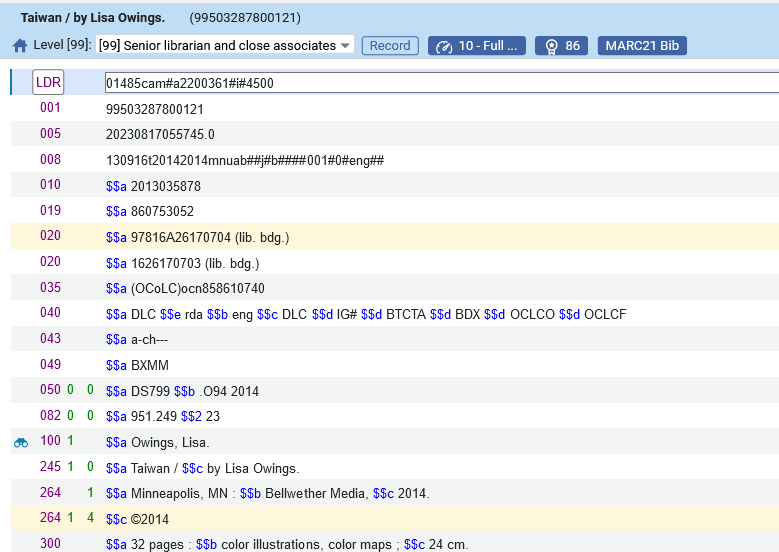 Taiwan / by Lisa Owings. (99503287800121)
Level [99]: [99] Senior librarian and close associates Record 10 - Full ... 86 MARC21 Bib
LDR 01485cam#a2200361#i#4500
001 99503287800121
005 20230817055745.0
008 130916t20142014mnuab##j#b####001#0#eng##
010 $$a 2013035878
019 $$a 860753052
020 $$a 97816A26170704 (lib. bdg.)
020 $$a 1626170703 (lib. bdg.)
035 $$a (OCoLC)ocn858610740
040 $$a DLC $$e rda $$b eng $$c DLC $$d IG# $$d BTCTA $$d BDX $$d OCLCO $$d OCLCF
043 $$a a-ch---
049 $$a BXMM
050 0 0 $$a DS799 $$b .O94 2014
082 0 0 $$a 951.249 $$2 23
100 1 $$a Owings, Lisa.
245 1 0 $$a Taiwan / $$c by Lisa Owings.
264 1 $$a Minneapolis, MN : $$b Bellwether Media, $$c 2014.
264 1 4 $$c ©2014
300 $$a 32 pages : $$b color illustrations, color maps ; $$c 24 cm.